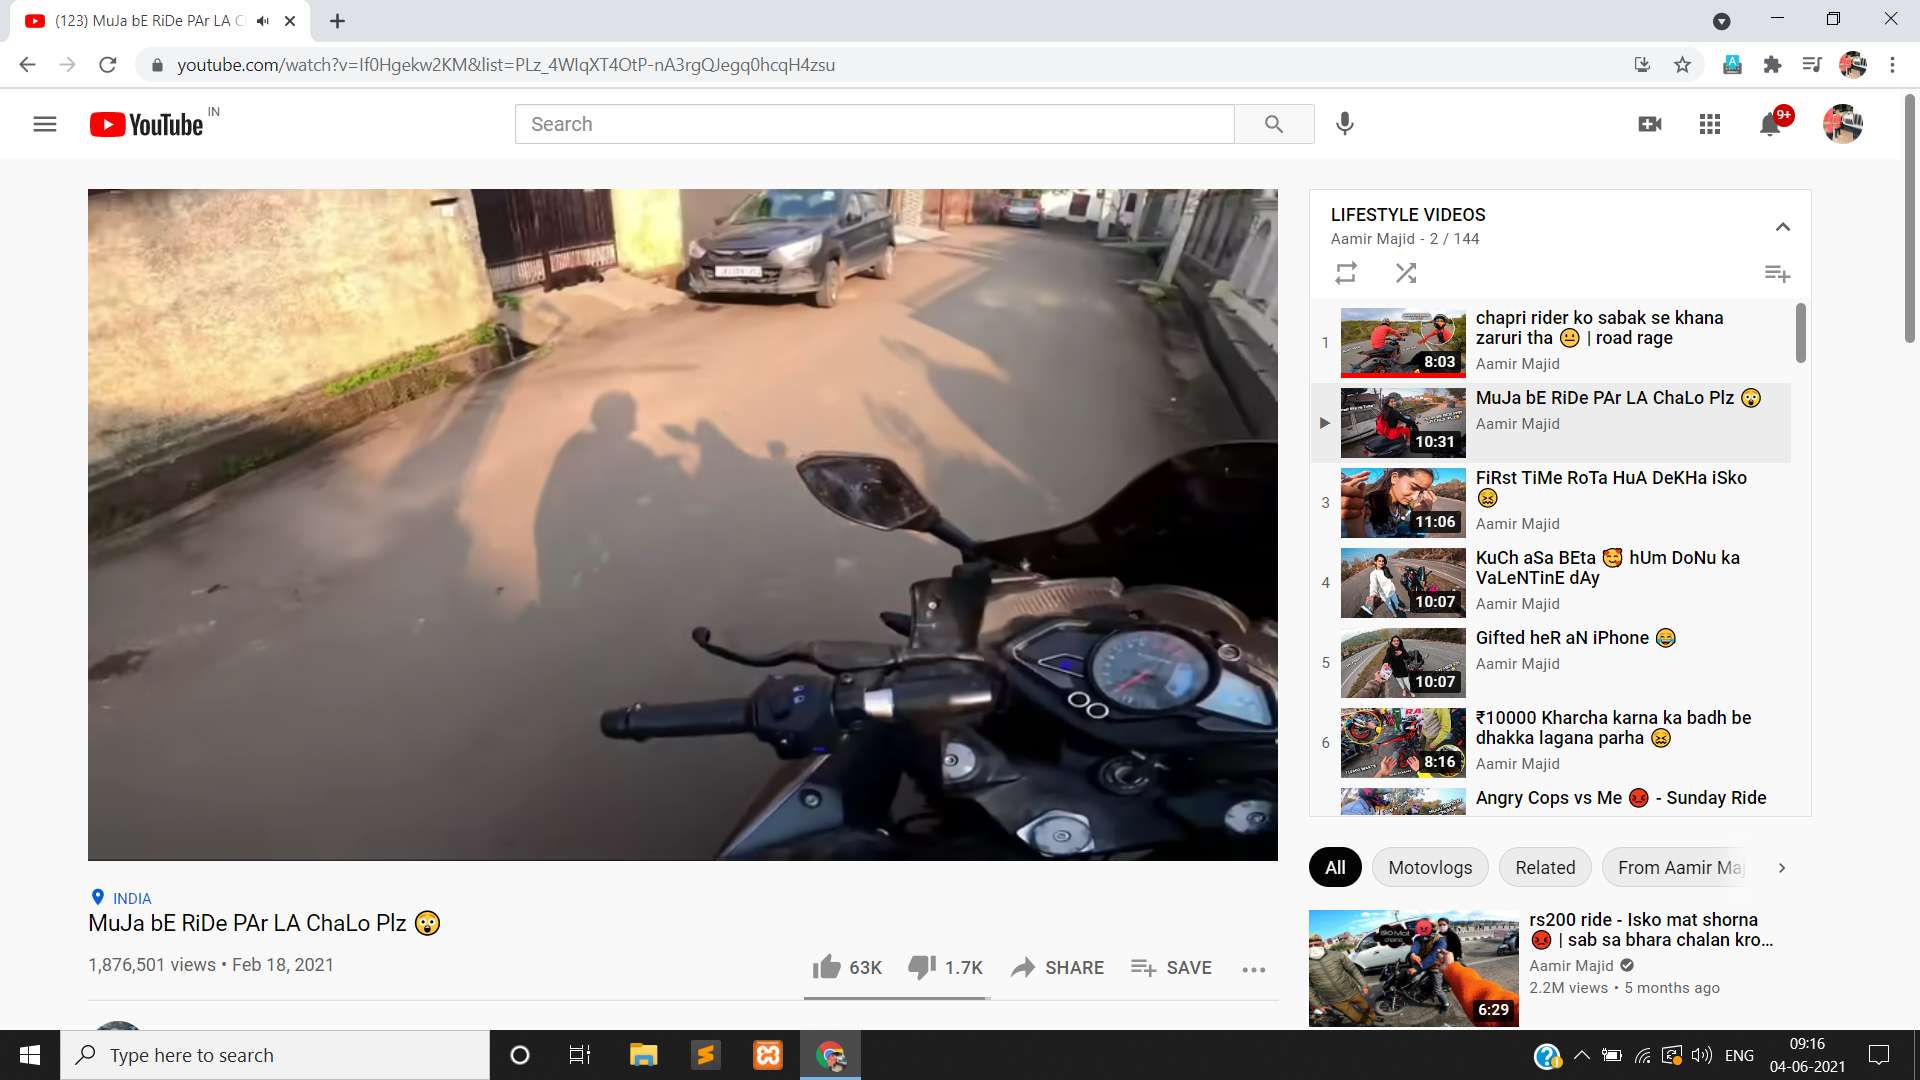 (123) MuJa bE RiDe PAr LA C
youtube.com/watch?v=If0Hgekw2KM&list=PLz_4WIqXT4OtP-nA3rgQJegq0hcqH4zsu
YouTube IN
Search
9+
LIFESTYLE VIDEOS
Aamir Majid - 2 / 144
1
8:03
chapri rider ko sabak se khana
zaruri tha 😐 | road rage
Aamir Majid
10:31
MuJa bE RiDe PAr LA ChaLo Plz 😲
Aamir Majid
3
11:06
FiRst TiMe RoTa HuA DeKHa iSko
😖
Aamir Majid
4
10:07
KuCh aSa BEta 🥰 hUm DoNu ka
VaLeNTinE dAy
Aamir Majid
5
10:07
Gifted heR aN iPhone 😂
Aamir Majid
6
8:16
₹10000 Kharcha karna ka badh be
dhakka lagana parha 😖
Aamir Majid
Angry Cops vs Me 😡 - Sunday Ride
All
Motovlogs
Related
From Aamir Maj
INDIA
MuJa bE RiDe PAr LA ChaLo Plz 😲
1,876,501 views • Feb 18, 2021
63K
1.7K
SHARE
SAVE
6:29
rs200 ride - Isko mat shorna
😡 | sab sa bhara chalan kro...
Aamir Majid
2.2M views • 5 months ago
Type here to search
ENG
09:16
04-06-2021